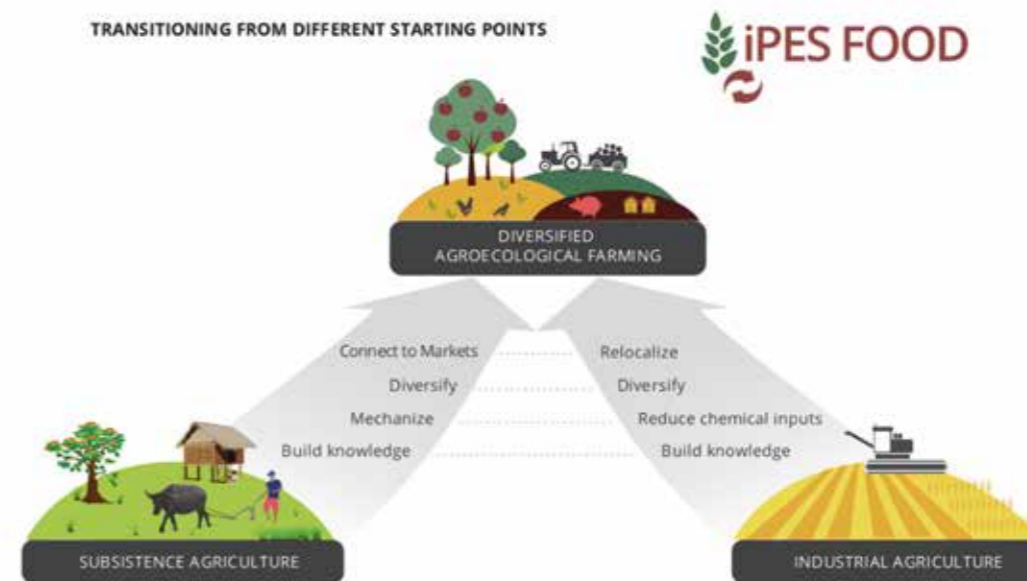 TRANSITIONING FROM DIFFERENT STARTING POINTS
iPES FOOD
DIVERSIFIED
AGROECOLOGICAL FARMING
Connect to Markets
Relocalize
Diversify
Diversify
Mechanize
Reduce chemical inputs
Build knowledge
Build knowledge
SUBSISTENCE AGRICULTURE
INDUSTRIAL AGRICULTURE